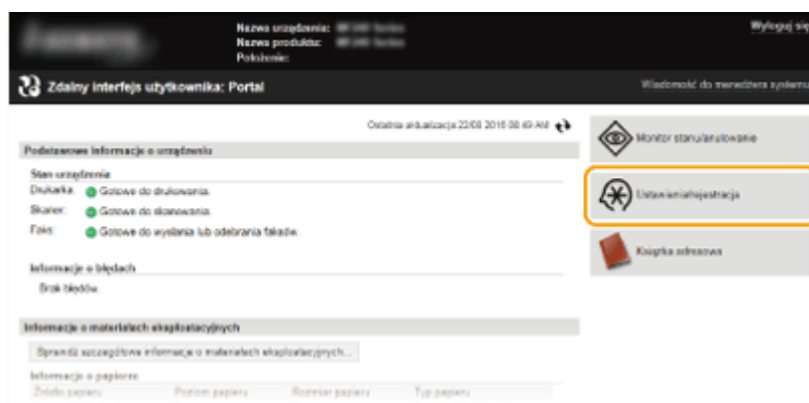 Nazwa urządzenia:
Nazwa produktu:
Położenie:
Wyloguj się
Zdalny interfejs użytkownika: Portal
Wiadomość do menedżera systemu
Ostatnia aktualizacja:22/08 2016 08:49 AM
Podstawowe informacje o urządzeniu
Stan urządzenia
Drukarka: Gotowe do drukowania.
Skaner: Gotowe do skanowania.
Faks: Gotowe do wysłania lub odebrania faksów.
Informacje o błędach
Brak błędów.
Informacje o materiałach eksploatacyjnych
Sprawdź szczegółowe informacje o materiałach eksploatacyjnych...
Informacje o papierze
Źródło papieru Poziom papieru Rozmiar papieru Typ papieru
Monitor stanu/anulowanie
Ustawienia/rejestracja
Książka adresowa